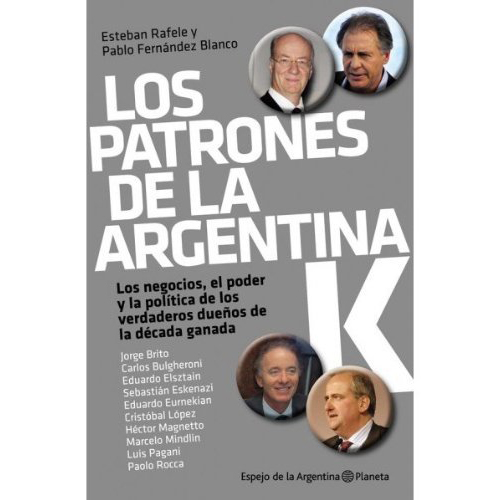 Esteban Rafele y
Pablo Fernández Blanco
LOS
PATRONES
DE LA
ARGENTINA
K
Los negocios, el poder
y la política de los
verdaderos dueños de
la década ganada
Jorge Brito
Carlos Bulgheroni
Eduardo Elsztain
Sebastián Eskenazi
Eduardo Eurnekian
Cristóbal López
Héctor Magnetto
Marcelo Mindlin
Luis Pagani
Paolo Rocca
Espejo de la Argentina Planeta